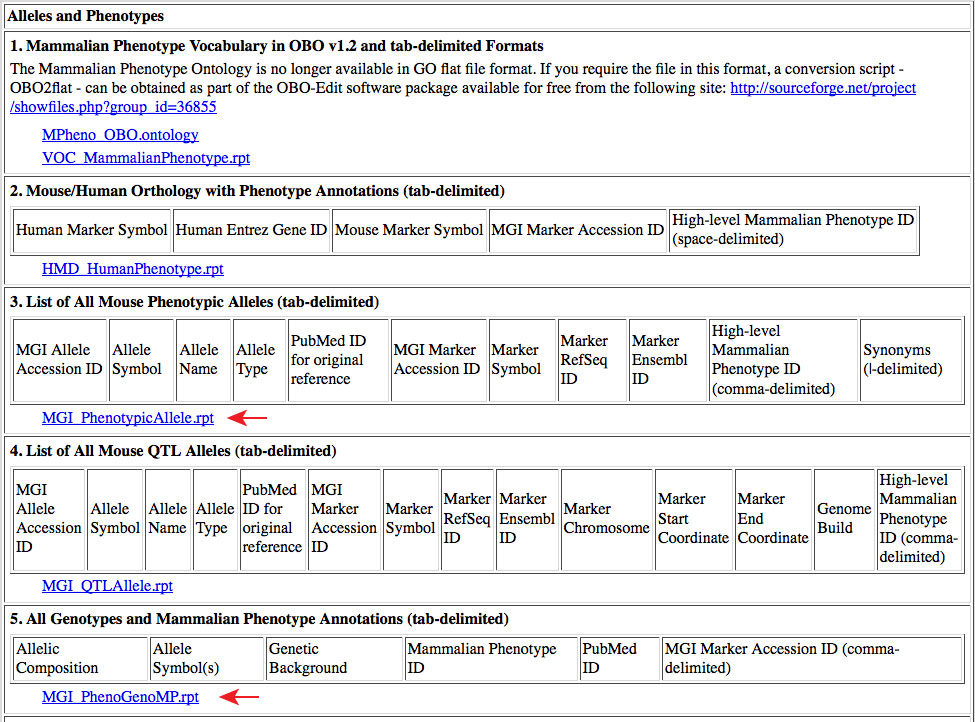 Alleles and Phenotypes
1. Mammalian Phenotype Vocabulary in OBO v1.2 and tab-delimited Formats
The Mammalian Phenotype Ontology is no longer available in GO flat file format. If you require the file in this format, a conversion script -
OBO2flat - can be obtained as part of the OBO-Edit software package available for free from the following site: http://sourceforge.net/project
/showfiles.php?group_id=36855
MPheno_OBO.ontology
VOC_MammalianPhenotype.rpt
2. Mouse/Human Orthology with Phenotype Annotations (tab-delimited)
Human Marker Symbol
Human Entrez Gene ID
Mouse Marker Symbol
MGI Marker Accession ID
High-level Mammalian Phenotype ID
(space-delimited)
HMD_HumanPhenotype.rpt
3. List of All Mouse Phenotypic Alleles (tab-delimited)
MGI Allele
Accession ID
Allele
Symbol
Allele
Name
Allele
Type
PubMed ID
for original
reference
MGI Marker
Accession ID
Marker
Symbol
Marker
RefSeq
ID
Marker
Ensembl
ID
High-level
Mammalian
Phenotype ID
(comma-delimited)
Synonyms
(|-delimited)
MGI_PhenotypicAllele.rpt
4. List of All Mouse QTL Alleles (tab-delimited)
MGI
Allele
Accession
ID
Allele
Symbol
Allele
Name
Allele
Type
PubMed
ID for
original
reference
MGI
Marker
Accession
ID
Marker
Symbol
Marker
RefSeq
ID
Marker
Ensembl
ID
Marker
Chromosome
Marker
Start
Coordinate
Marker
End
Coordinate
Genome
Build
High-level
Mammalian
Phenotype
ID (comma-
delimited)
MGI_QTLAllele.rpt
5. All Genotypes and Mammalian Phenotype Annotations (tab-delimited)
Allelic
Composition
Allele
Symbol(s)
Genetic
Background
Mammalian Phenotype
ID
PubMed
ID
MGI Marker Accession ID (comma-
delimited)
MGI_PhenoGenoMP.rpt